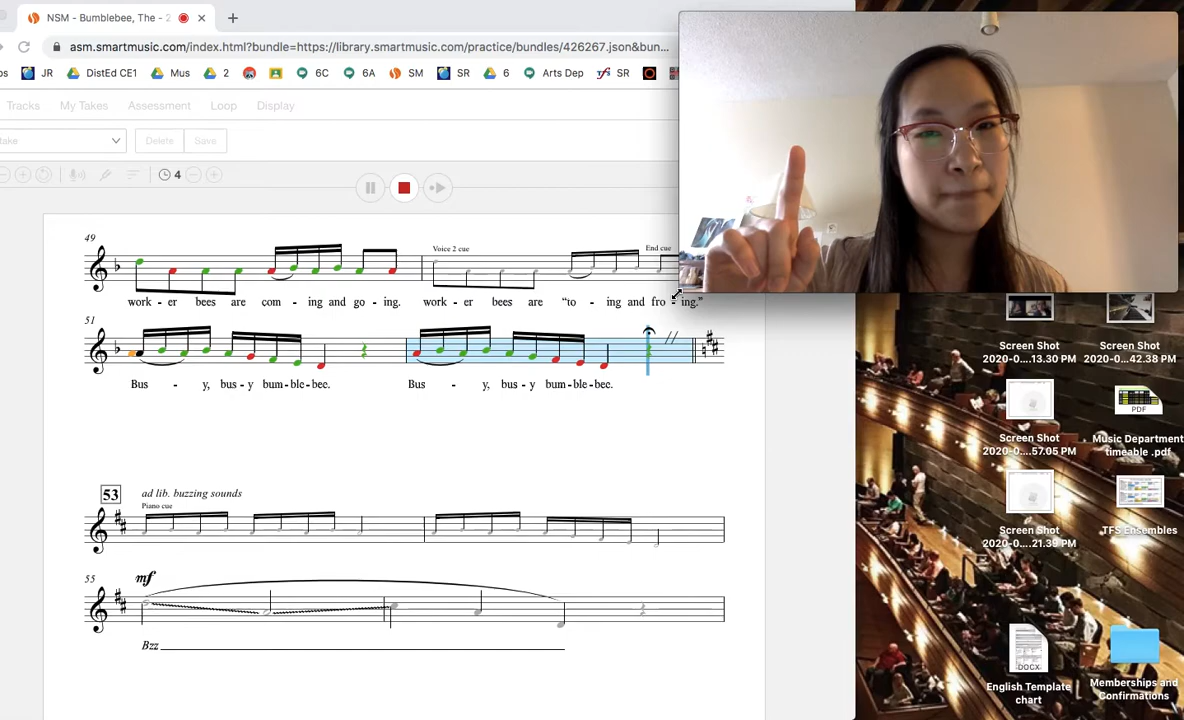 NSM - Bumblebee, The - 2
asm.smartmusic.com/index.html?bundle=https://library.smartmusic.com/practice/bundles/426267.json&bun...
JR DistEd CE1 Mus 2 6C 6A SM SR 6 Arts Dep SR
Tracks My Takes Assessment Loop Display
Delete Save
4
49
Voice 2 cue End cue
work - er bees are com - ing and go - ing. work - er bees are “to - ing and fro - ing.”
51
Bus - y, bus - y bum - ble - bee. Bus - y, bus - y bum - ble - bee.
53 ad lib. buzzing sounds
Piano cue
55 mf
Bzz
Screen Shot
2020-0....13.30 PM
Screen Shot
2020-0...42.38 PM
PDF
Screen Shot
2020-0....57.05 PM
Music Department
timeable .pdf
Screen Shot
2020-0....21.39 PM
TFS Ensembles
DOCX
English Template
chart
Memberships and
Confirmations